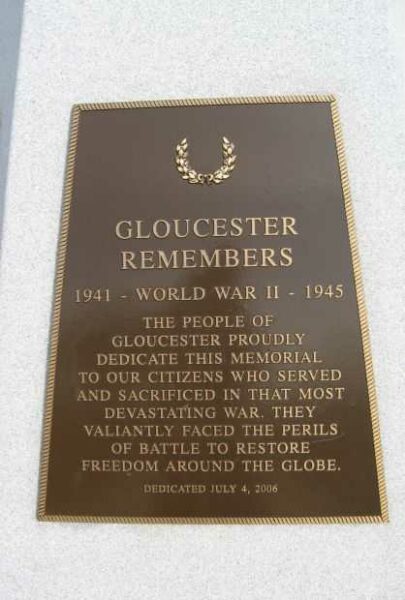 GLOUCESTER
REMEMBERS
1941 - WORLD WAR II - 1945
THE PEOPLE OF
GLOUCESTER PROUDLY
DEDICATE THIS MEMORIAL
TO OUR CITIZENS WHO SERVED
AND SACRIFICED IN THAT MOST
DEVASTATING WAR. THEY
VALIANTLY FACED THE PERILS
OF BATTLE TO RESTORE
FREEDOM AROUND THE GLOBE.
DEDICATED JULY 4, 2006